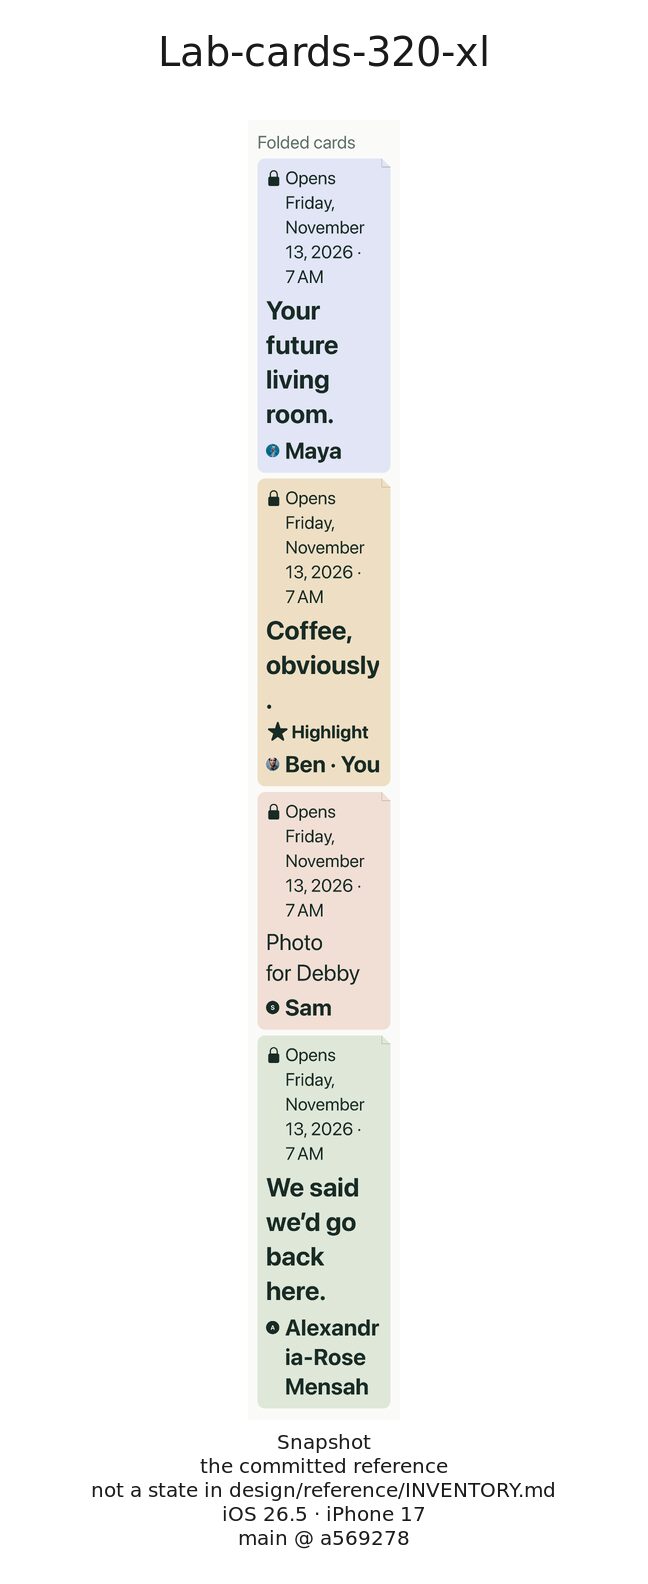 Lab-cards-320-xl
Folded cards
Opens
Friday,
November
13, 2026 ·
7 AM
Your
future
living
room.
Maya
Opens
Friday,
November
13, 2026 ·
7 AM
Coffee,
obviously
.
Highlight
Ben · You
Opens
Friday,
November
13, 2026 ·
7 AM
Photo
for Debby
S
Sam
Opens
Friday,
November
13, 2026 ·
7 AM
We said
we’d go
back
here.
A
Alexandr
ia-Rose
Mensah
Snapshot
the committed reference
not a state in design/reference/INVENTORY.md
iOS 26.5 · iPhone 17
main @ a569278